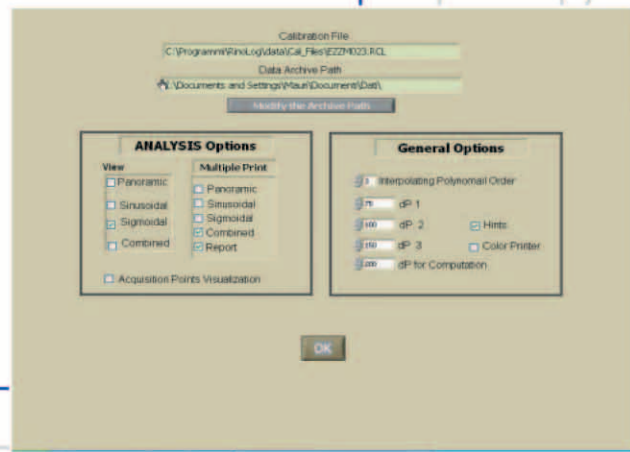 Calibration File
C:\Programmi\RinoLog\data\Cal_Files\EZZM023.RCL
Data Archive Path
\Documents and Settings\Mauri\Documenti\Dati\
Modify the Archive Path
ANALYSIS Options
View
Panoramic
Sinusoidal
Sigmoidal
Combined
Multiple Print
Panoramic
Sinusoidal
Sigmoidal
Combined
Report
Acquisition Points Visualization
General Options
3 Interpolating Polynomail Order
75 dP 1
100 dP 2
Hints
150 dP 3
Color Printer
200 dP for Computation
OK